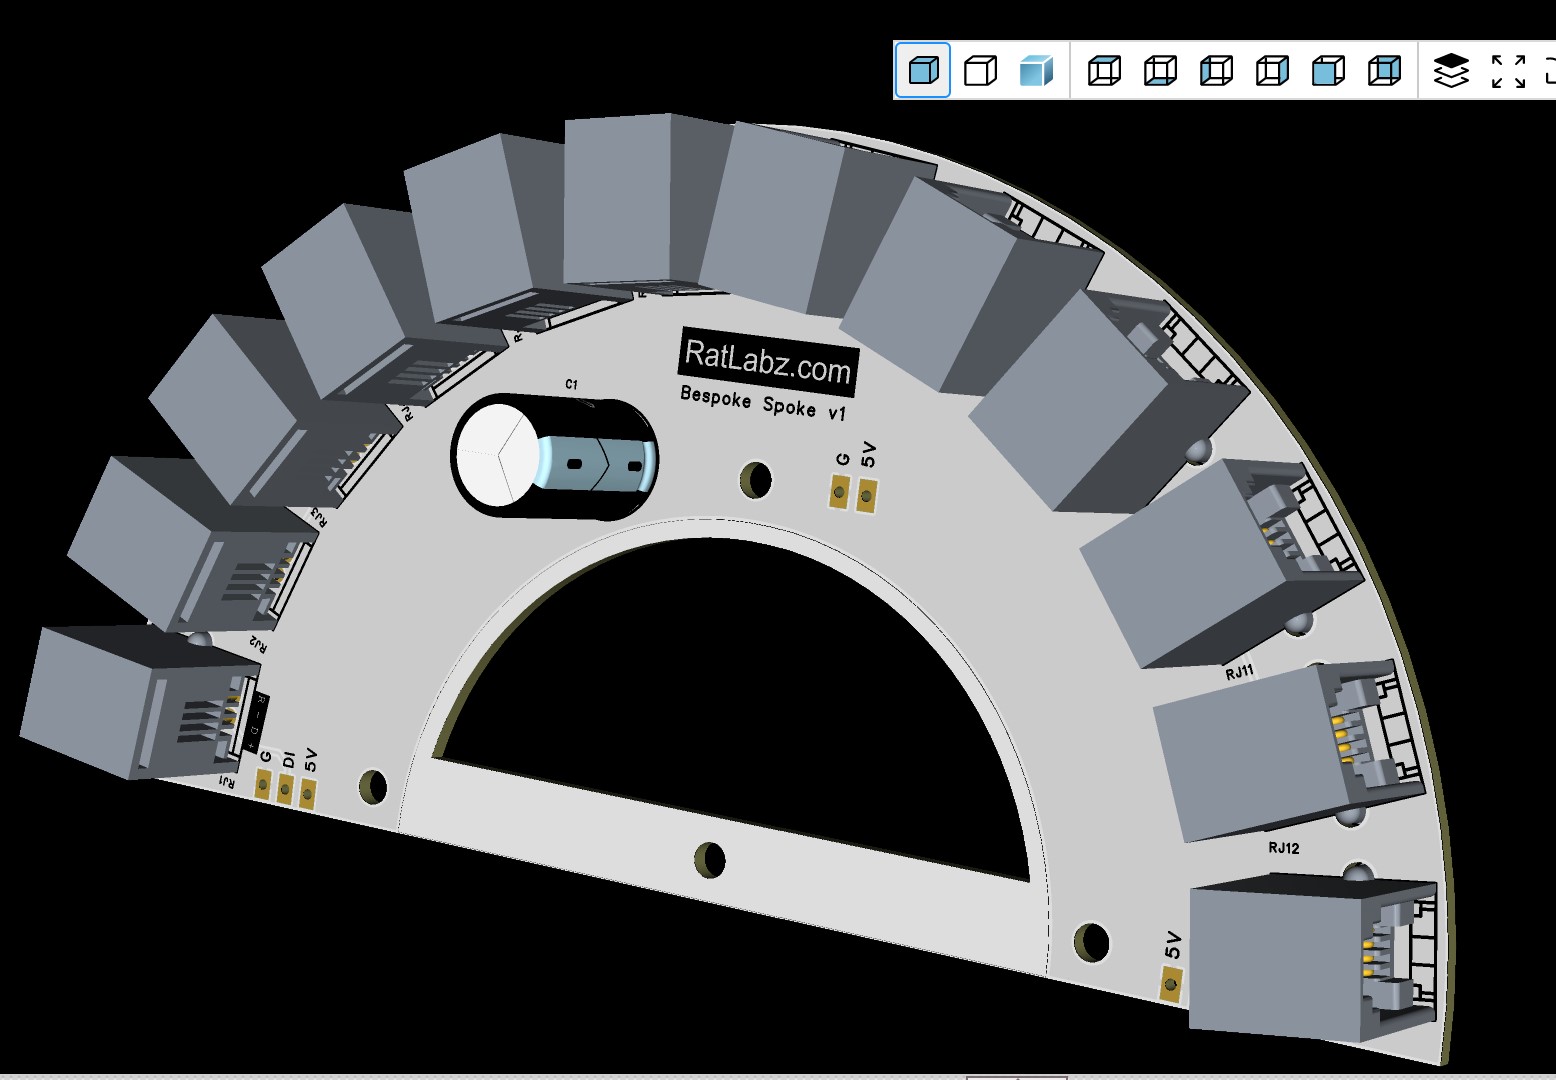 C1
RatLabz.com
Bespoke Spoke v1
G
5V
RJ3
RJ2
R - D +
RJ1
G
DI
5V
RJ11
RJ12
5V